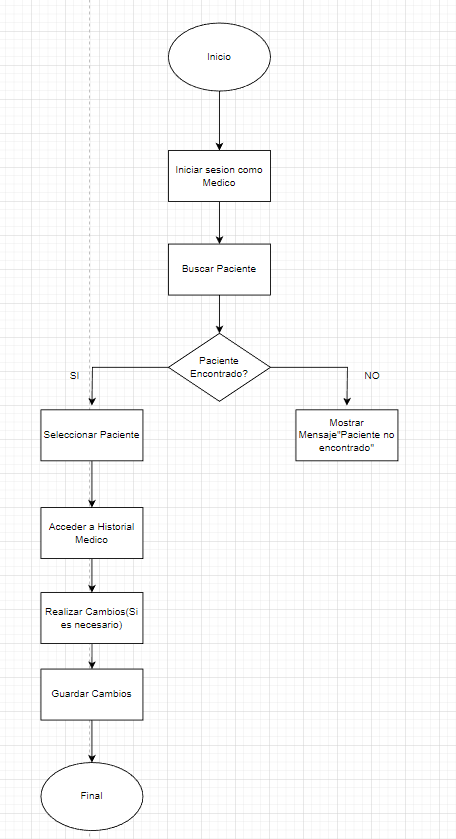 Inicio
Iniciar sesion como
Medico
Buscar Paciente
Paciente
Encontrado?
SI
NO
Seleccionar Paciente
Mostrar
Mensaje"Paciente no
encontrado"
Acceder a Historial
Medico
Realizar Cambios(Si
es necesario)
Guardar Cambios
Final